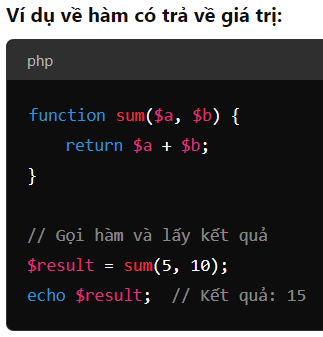 Ví dụ về hàm có trả về giá trị:
php
function sum($a, $b) {
    return $a + $b;
}
// Gọi hàm và lấy kết quả
$result = sum(5, 10);
echo $result;  // Kết quả: 15